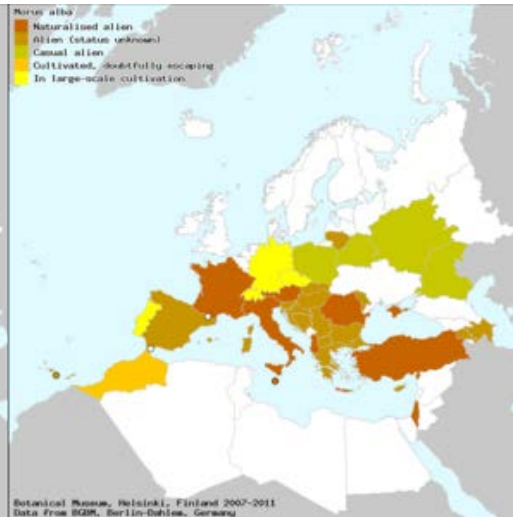 Morus alba
Naturalised alien
Alien (status unknown)
Casual alien
Cultivated, doubtfully escaping
In large-scale cultivation
Botanical Museum, Helsinki, Finland 2007-2011
Data from BGBM, Berlin-Dahlem, Germany